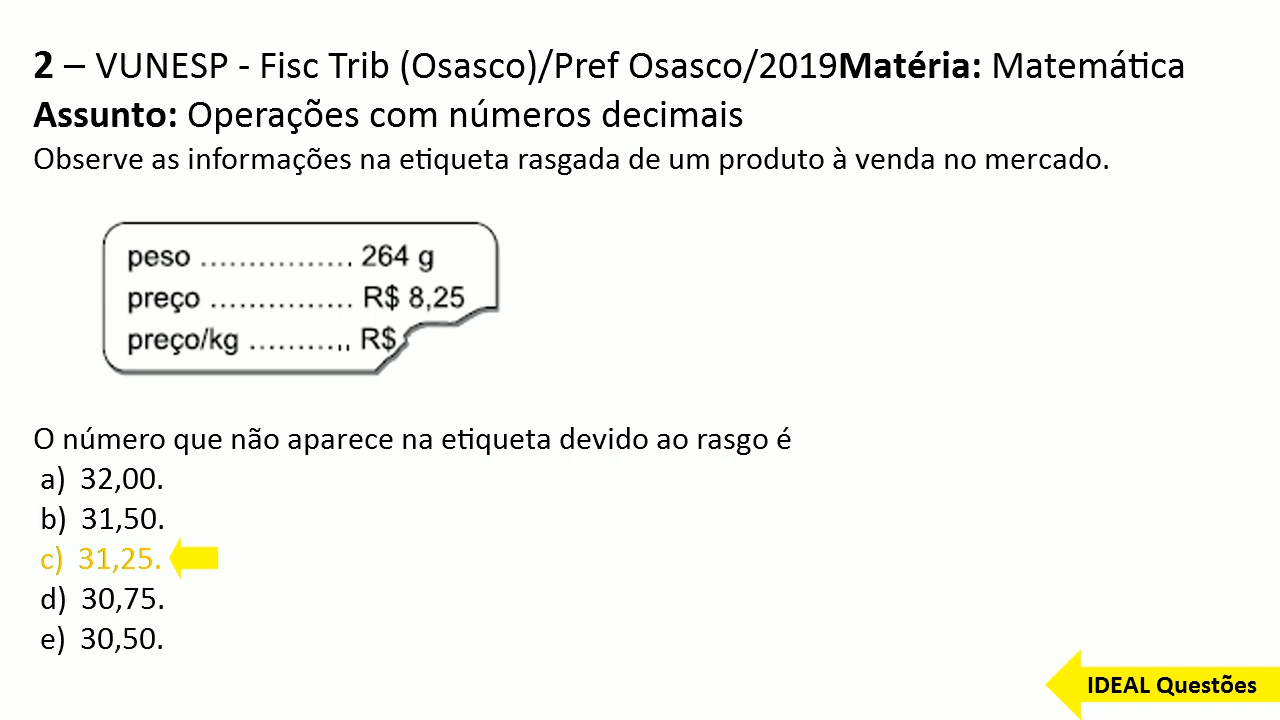 2 – VUNESP - Fisc Trib (Osasco)/Pref Osasco/2019Matéria: Matemática
Assunto: Operações com números decimais
Observe as informações na etiqueta rasgada de um produto à venda no mercado.
peso ................ 264 g
preço ............... R$ 8,25
preço/kg ..........,, R$
O número que não aparece na etiqueta devido ao rasgo é
a) 32,00.
b) 31,50.
c) 31,25.
d) 30,75.
e) 30,50.
IDEAL Questões